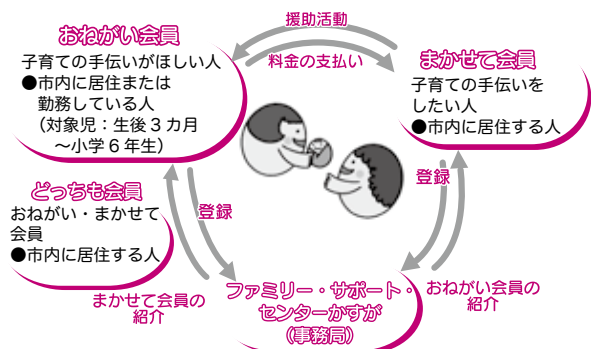 援助活動
料金の支払い
おねがい会員
子育ての手伝いがほしい人
●市内に居住または
勤務している人
（対象児：生後３カ月
～小学６年生）
まかせて会員
子育ての手伝いを
したい人
●市内に居住する人
どっちも会員
おねがい・まかせて
会員
●市内に居住する人
登録
登録
まかせて会員の
紹介
ファミリー・サポート・
センターかすが
（事務局）
おねがい会員の
紹介